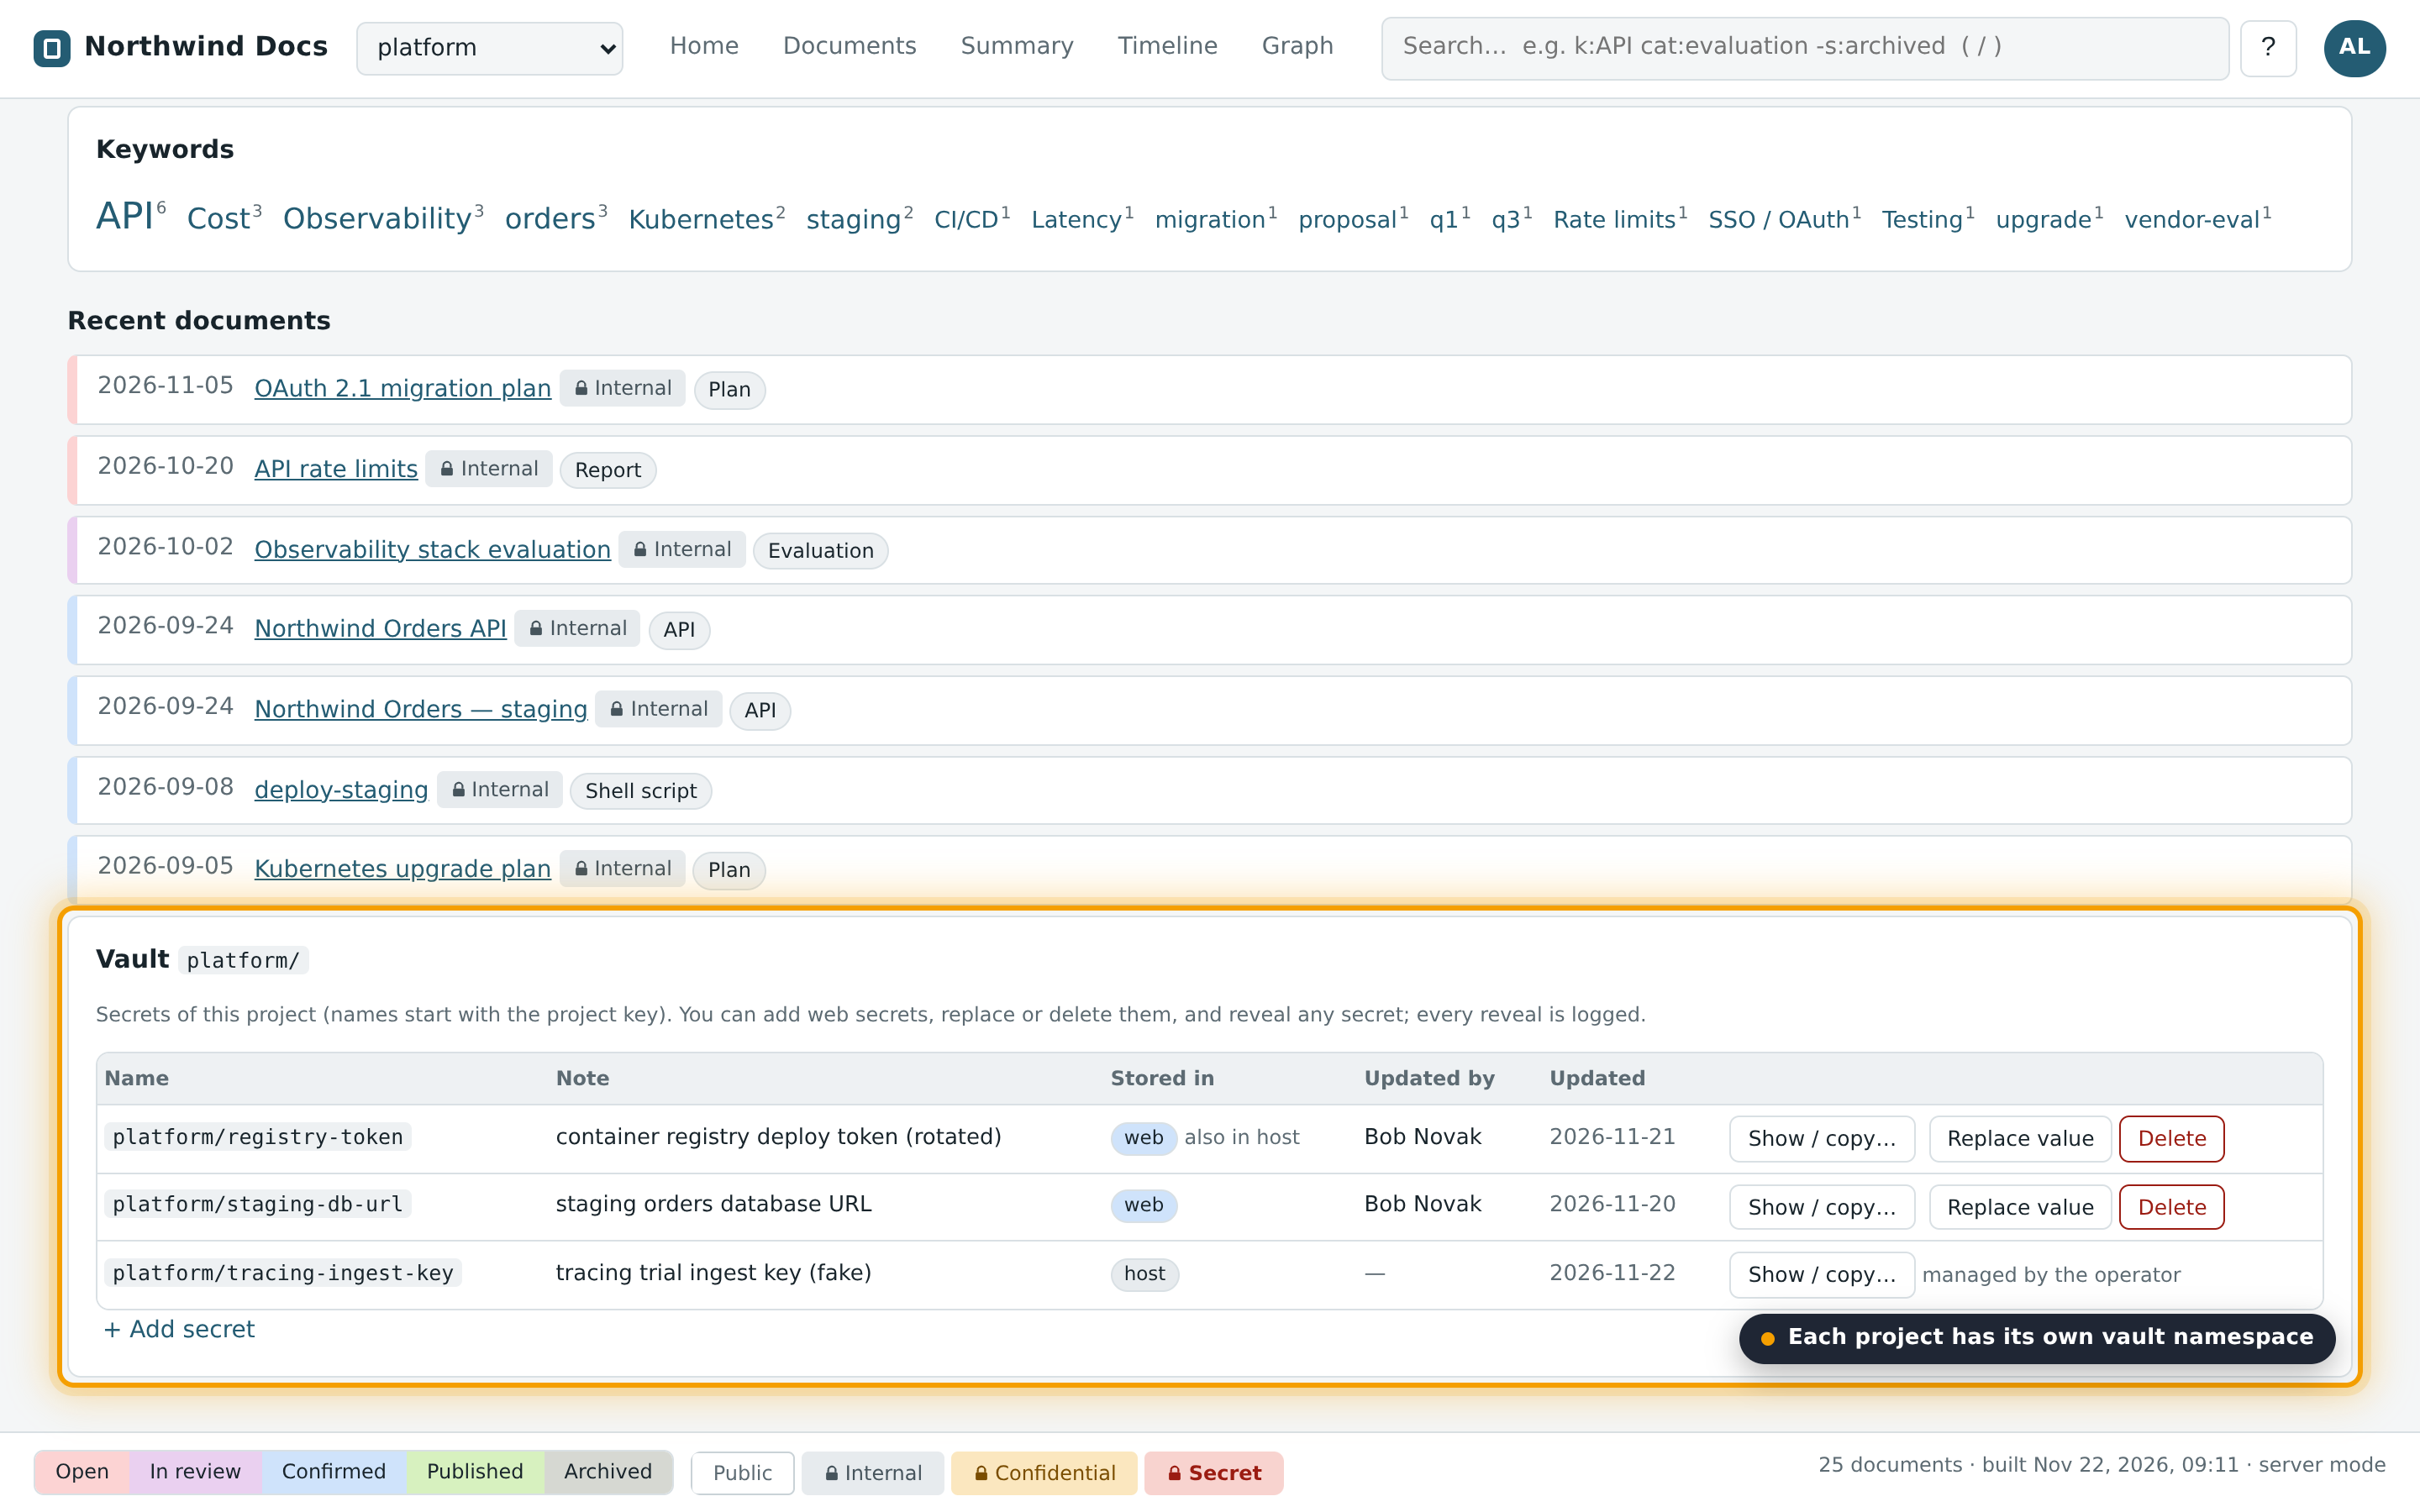 Northwind Docs platform Home Documents Summary Timeline Graph Search... e.g. k:API cat:evaluation -s:archived ( / ) ? AL
Keywords
API6 Cost3 Observability3 orders3 Kubernetes2 staging2 CI/CD1 Latency1 migration1 proposal1 q11 q31 Rate limits1 SSO / OAuth1 Testing1 upgrade1 vendor-eval1
Recent documents
2026-11-05 OAuth 2.1 migration plan Internal Plan
2026-10-20 API rate limits Internal Report
2026-10-02 Observability stack evaluation Internal Evaluation
2026-09-24 Northwind Orders API Internal API
2026-09-24 Northwind Orders — staging Internal API
2026-09-08 deploy-staging Internal Shell script
2026-09-05 Kubernetes upgrade plan Internal Plan
Vault platform/
Secrets of this project (names start with the project key). You can add web secrets, replace or delete them, and reveal any secret; every reveal is logged.
Name Note Stored in Updated by Updated
platform/registry-token container registry deploy token (rotated) web also in host Bob Novak 2026-11-21 Show / copy... Replace value Delete
platform/staging-db-url staging orders database URL web Bob Novak 2026-11-20 Show / copy... Replace value Delete
platform/tracing-ingest-key tracing trial ingest key (fake) host — 2026-11-22 Show / copy... managed by the operator
+ Add secret
Each project has its own vault namespace
Open In review Confirmed Published Archived Public Internal Confidential Secret 25 documents · built Nov 22, 2026, 09:11 · server mode